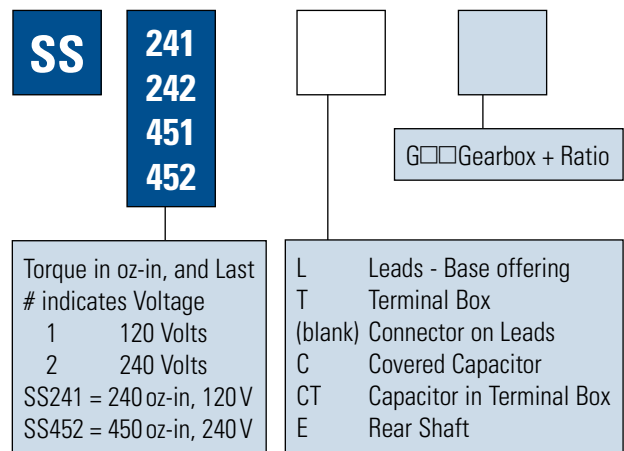 SS
241
242
451
452
G□□Gearbox + Ratio
Torque in oz-in, and Last
# indicates Voltage
1 120 Volts
2 240 Volts
SS241 = 240 oz-in, 120 V
SS452 = 450 oz-in, 240 V
L Leads - Base offering
T Terminal Box
(blank) Connector on Leads
C Covered Capacitor
CT Capacitor in Terminal Box
E Rear Shaft